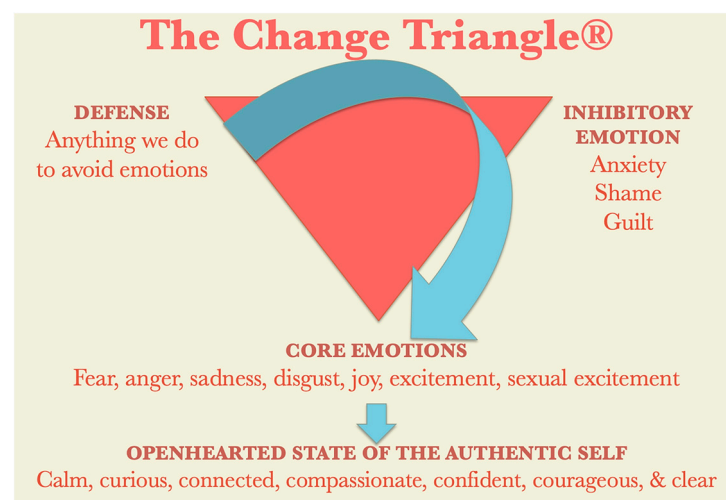 The Change Triangle®
DEFENSE
Anything we do
to avoid emotions
INHIBITORY
EMOTION
Anxiety
Shame
Guilt
CORE EMOTIONS
Fear, anger, sadness, disgust, joy, excitement, sexual excitement
OPENHEARTED STATE OF THE AUTHENTIC SELF
Calm, curious, connected, compassionate, confident, courageous, & clear